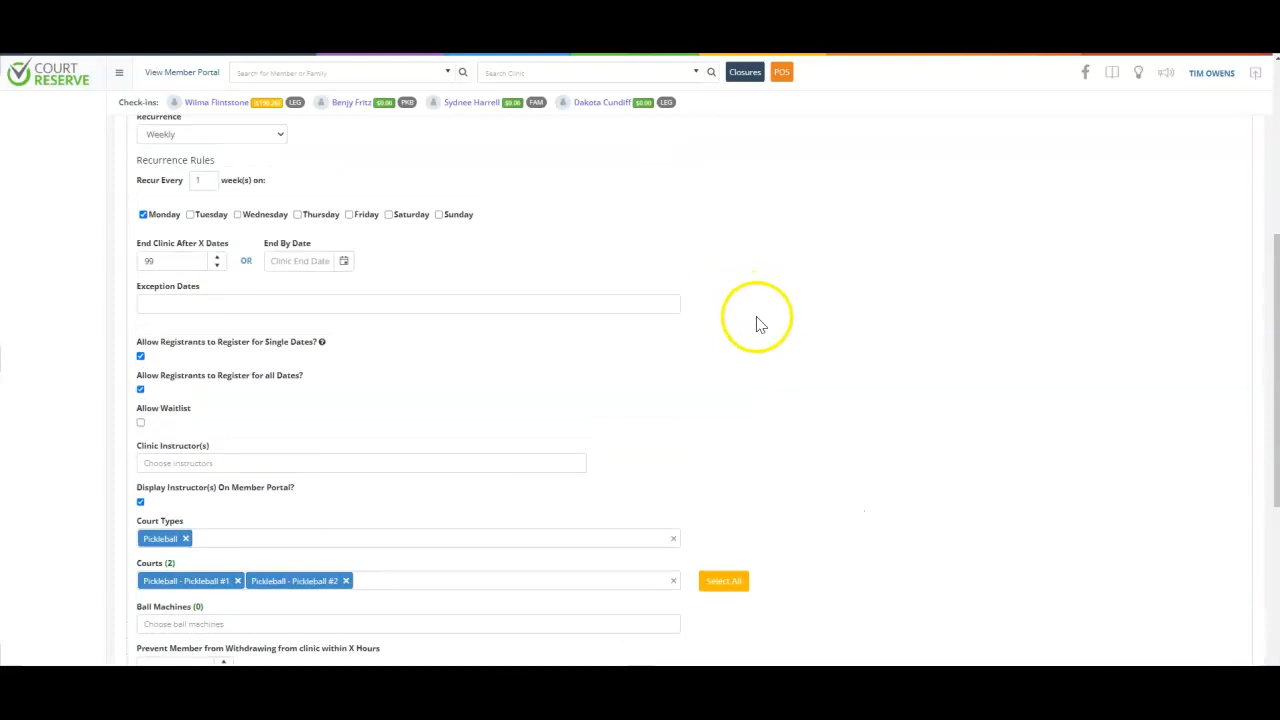 COURT RESERVE
View Member Portal Search for Member or Family Search Clinic Closures POS TIM OWENS
Check-ins: Wilma Flintstone LEG Benjy Fritz $0.00 PKB Sydnee Harrell $0.00 FAM Dakota Cundiff $0.00 LEG
Recurrence
Weekly
Recurrence Rules
Recur Every 1 week(s) on:
Monday Tuesday Wednesday Thursday Friday Saturday Sunday
End Clinic After X Dates End By Date
99 OR Clinic End Date
Exception Dates
Allow Registrants to Register for Single Dates?
Allow Registrants to Register for all Dates?
Allow Waitlist
Clinic Instructor(s)
Choose instructors
Display Instructor(s) On Member Portal?
Court Types
Pickleball
Courts (2)
Pickleball - Pickleball #1 Pickleball - Pickleball #2 Select All
Ball Machines (0)
Choose ball machines
Prevent Member from Withdrawing from clinic within X Hours